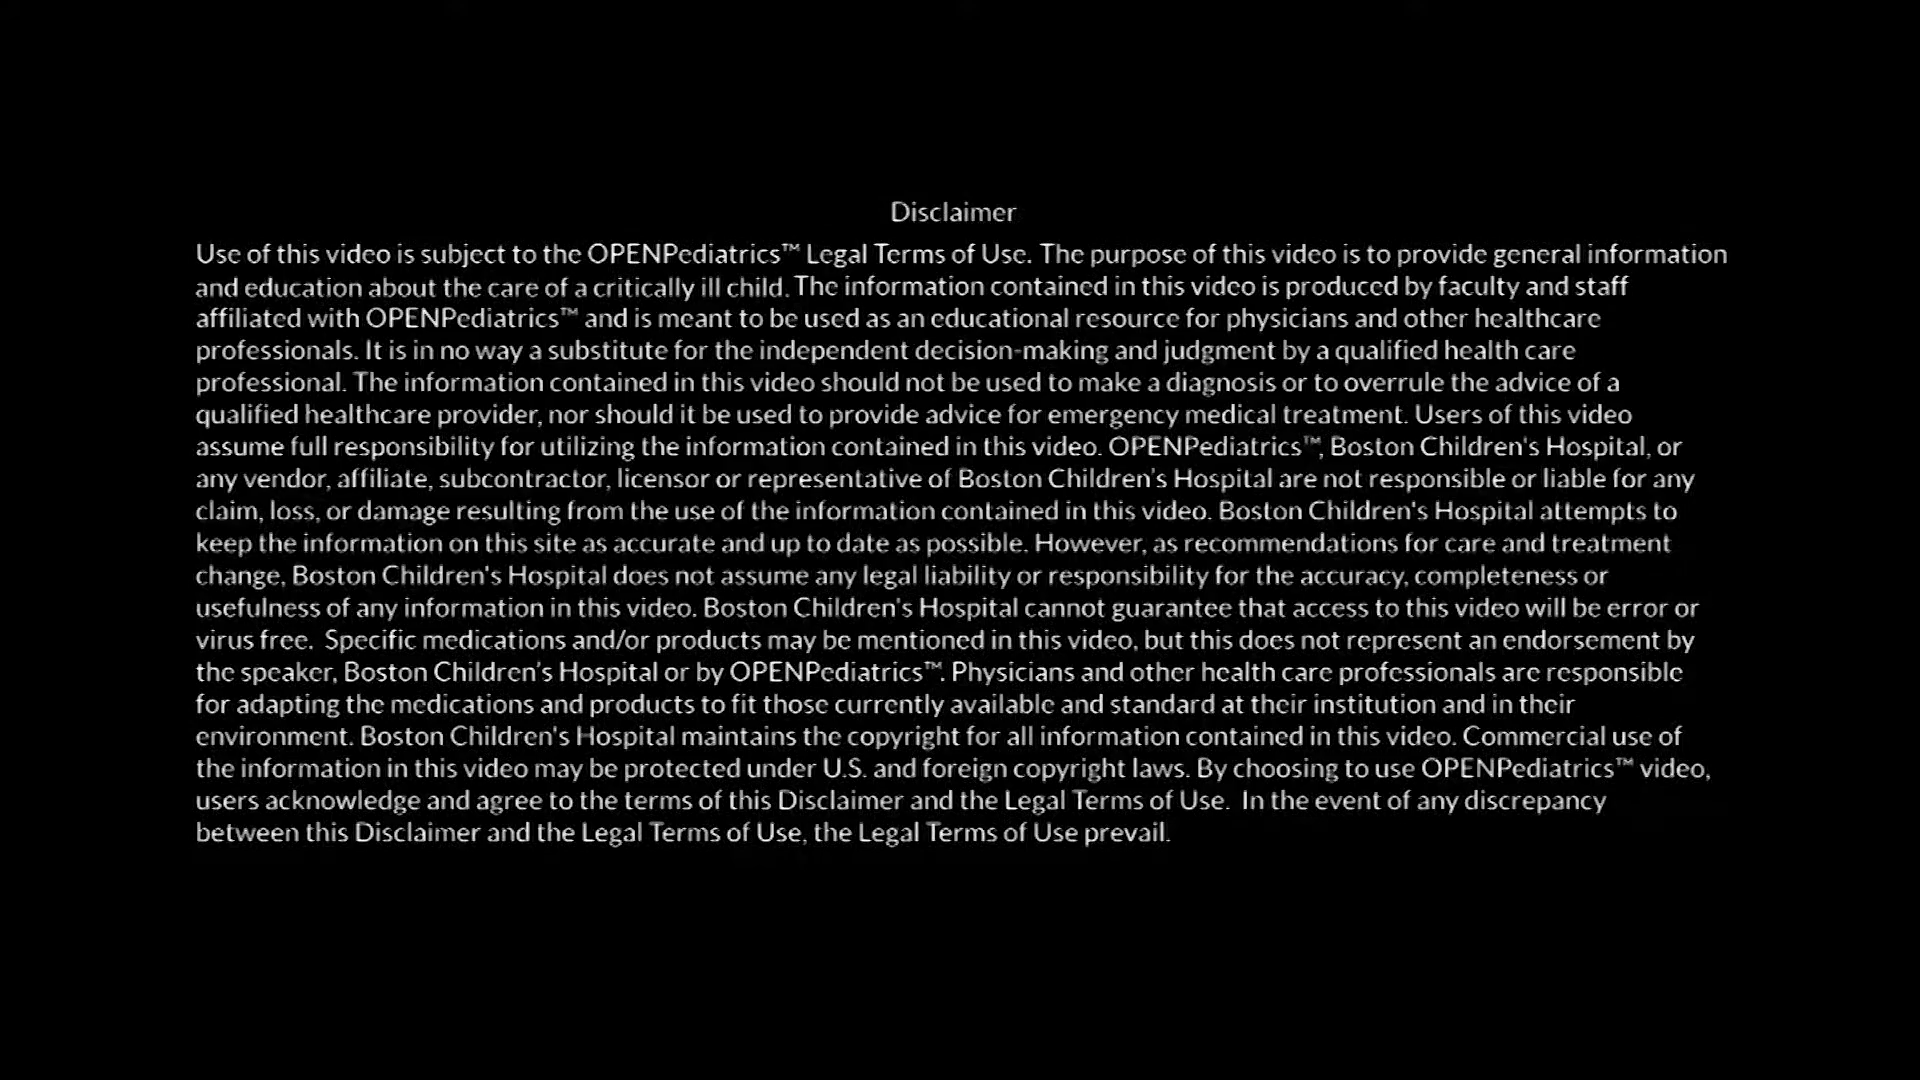 Disclaimer
Use of this video is subject to the OPENPediatrics™ Legal Terms of Use. The purpose of this video is to provide general information
and education about the care of a critically ill child. The information contained in this video is produced by faculty and staff
affiliated with OPENPediatrics™ and is meant to be used as an educational resource for physicians and other healthcare
professionals. It is in no way a substitute for the independent decision-making and judgment by a qualified health care
professional. The information contained in this video should not be used to make a diagnosis or to overrule the advice of a
qualified healthcare provider, nor should it be used to provide advice for emergency medical treatment. Users of this video
assume full responsibility for utilizing the information contained in this video. OPENPediatrics™, Boston Children's Hospital, or
any vendor, affiliate, subcontractor, licensor or representative of Boston Children's Hospital are not responsible or liable for any
claim, loss, or damage resulting from the use of the information contained in this video. Boston Children's Hospital attempts to
keep the information on this site as accurate and up to date as possible. However, as recommendations for care and treatment
change, Boston Children's Hospital does not assume any legal liability or responsibility for the accuracy, completeness or
usefulness of any information in this video. Boston Children's Hospital cannot guarantee that access to this video will be error or
virus free.  Specific medications and/or products may be mentioned in this video, but this does not represent an endorsement by
the speaker, Boston Children's Hospital or by OPENPediatrics™. Physicians and other health care professionals are responsible
for adapting the medications and products to fit those currently available and standard at their institution and in their
environment. Boston Children's Hospital maintains the copyright for all information contained in this video. Commercial use of
the information in this video may be protected under U.S. and foreign copyright laws. By choosing to use OPENPediatrics™ video,
users acknowledge and agree to the terms of this Disclaimer and the Legal Terms of Use.  In the event of any discrepancy
between this Disclaimer and the Legal Terms of Use, the Legal Terms of Use prevail.